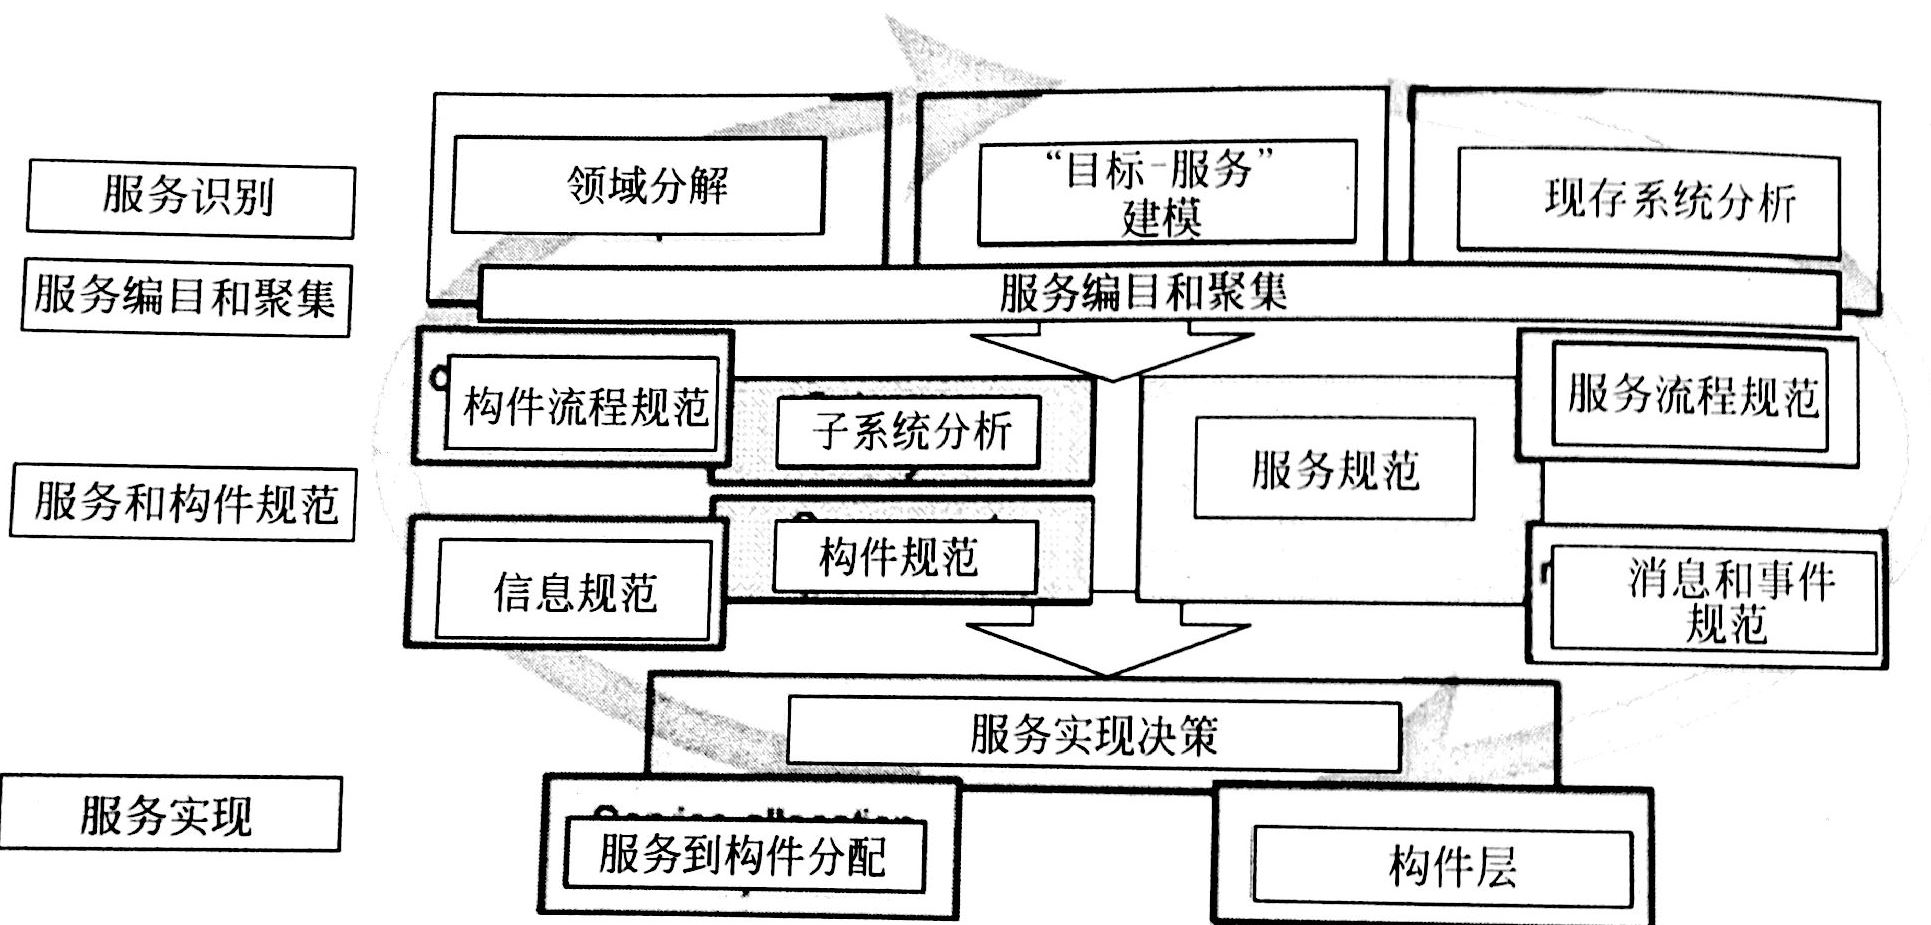 服务识别
领域分解
“目标-服务”
建模
现存系统分析
服务编目和聚集
服务编目和聚集
构件流程规范
子系统分析
服务规范
服务流程规范
服务和构件规范
信息规范
构件规范
消息和事件
规范
服务实现决策
服务实现
服务到构件分配
构件层